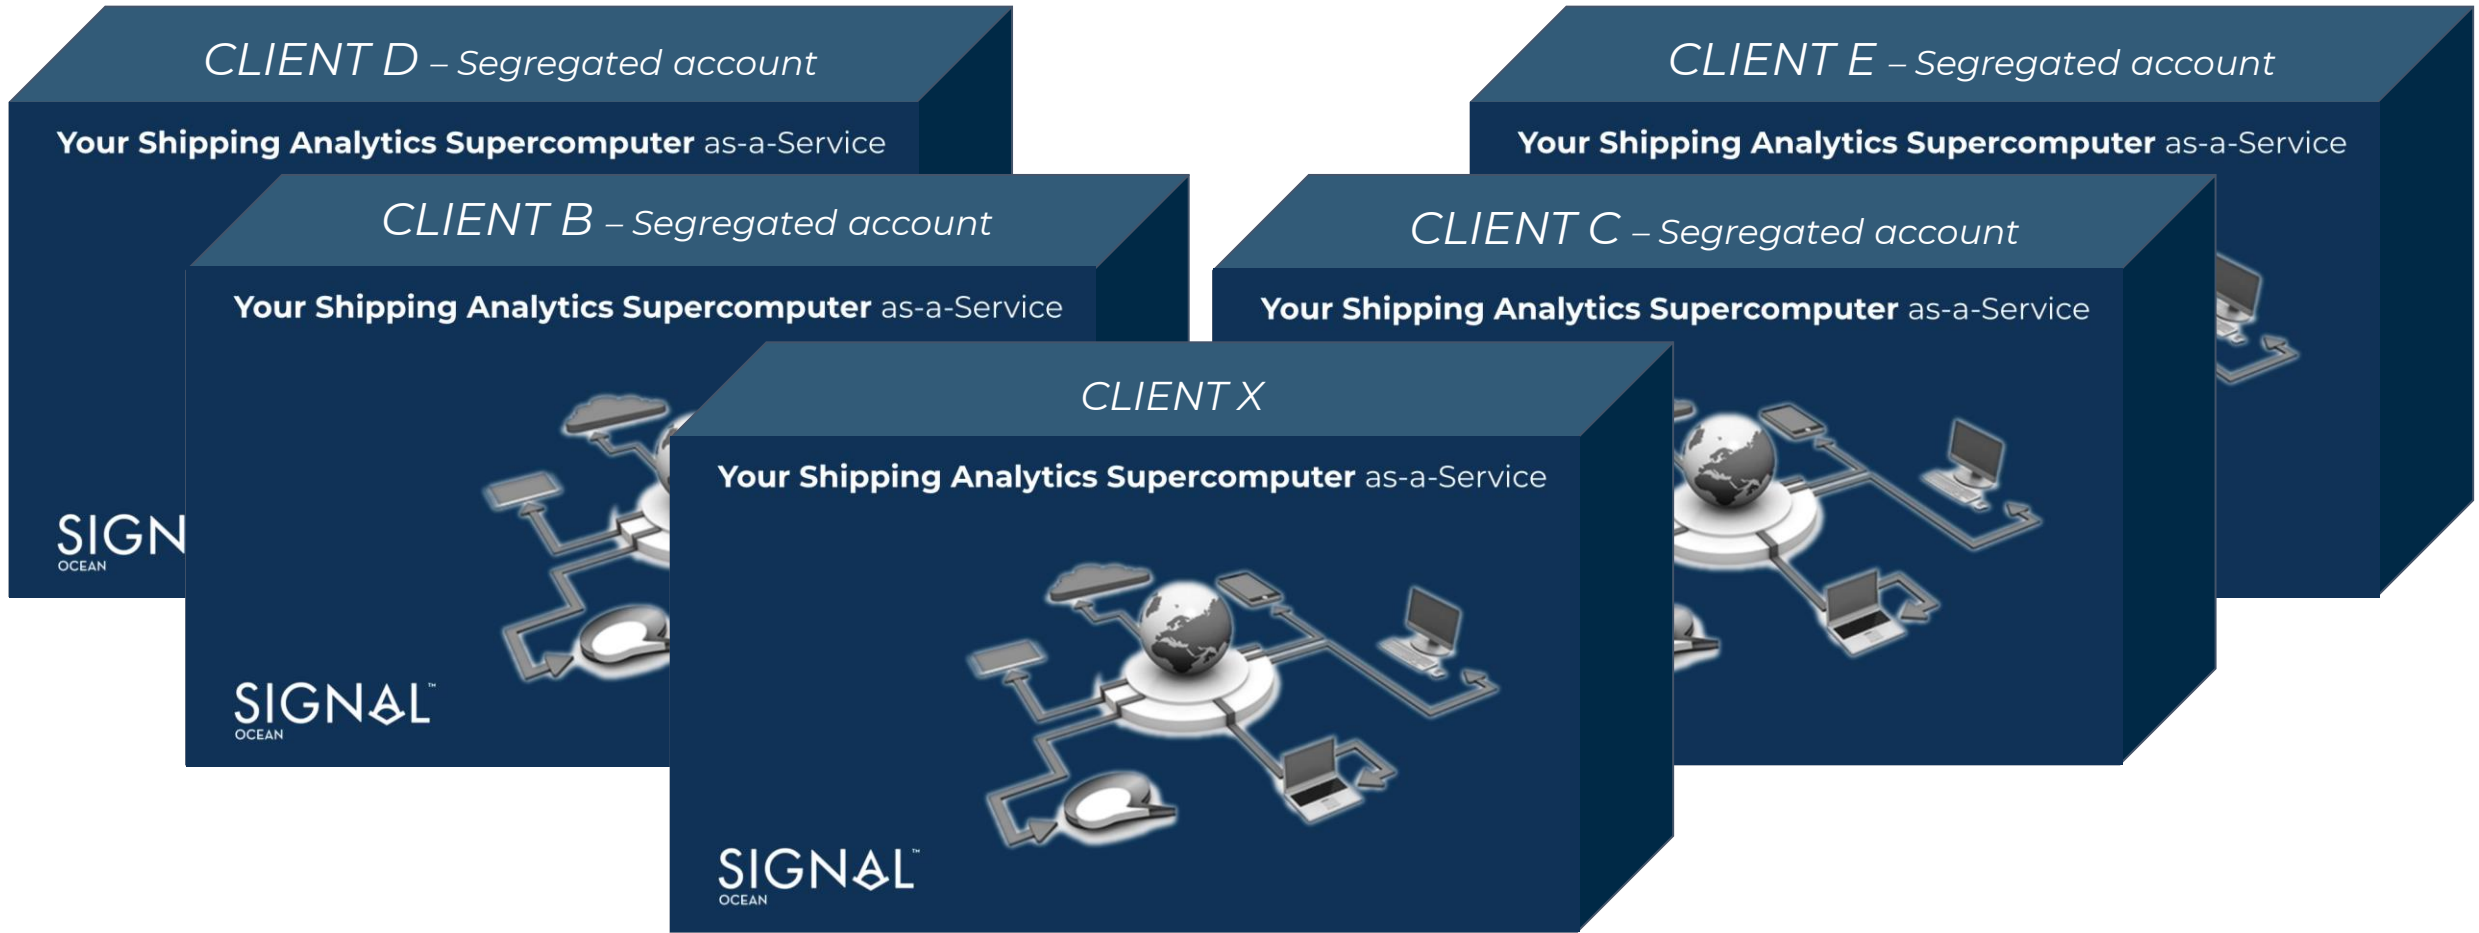 CLIENT D – Segregated account
Your Shipping Analytics Supercomputer as-a-Service
SIGN
OCEAN
CLIENT E – Segregated account
Your Shipping Analytics Supercomputer as-a-Service
CLIENT B – Segregated account
Your Shipping Analytics Supercomputer as-a-Service
SIGNAL™
OCEAN
CLIENT C – Segregated account
Your Shipping Analytics Supercomputer as-a-Service
CLIENT X
Your Shipping Analytics Supercomputer as-a-Service
SIGNAL™
OCEAN